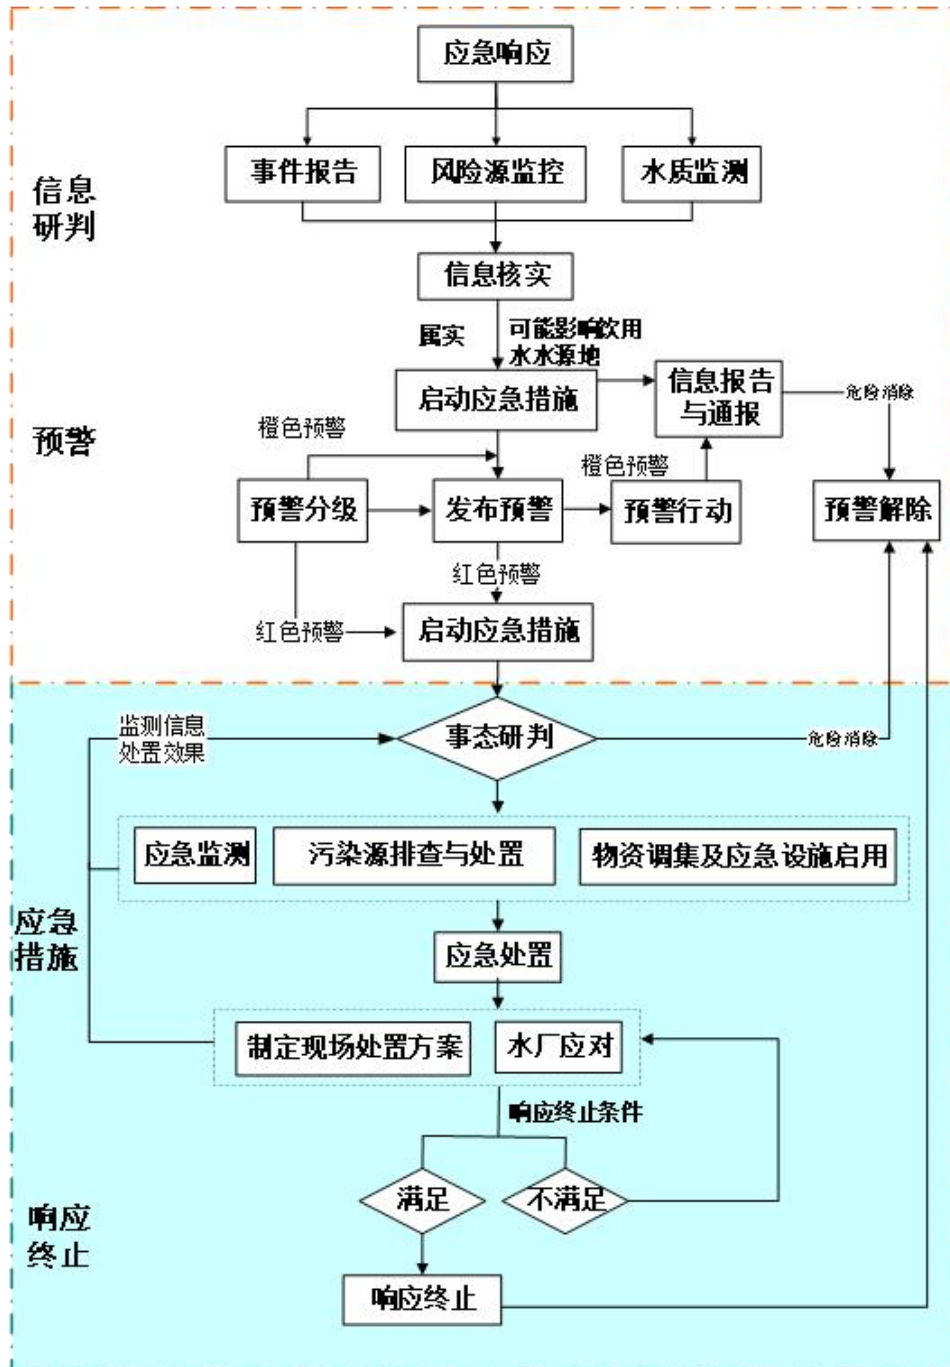 应急响应
事件报告
风险源监控
水质监测
信息
研判
信息核实
属实
可能影响饮用
水水源地
启动应急措施
信息报告
与通报
危险消除
橙色预警
预警
橙色预警
预警分级
发布预警
预警行动
预警解除
红色预警
红色预警
启动应急措施
监测信息
处置效果
事态研判
危险消除
应急监测
污染源排查与处置
物资调集及应急设施启用
应急
措施
应急处置
制定现场处置方案
水厂应对
响应终止条件
满足
不满足
响应
终止
响应终止